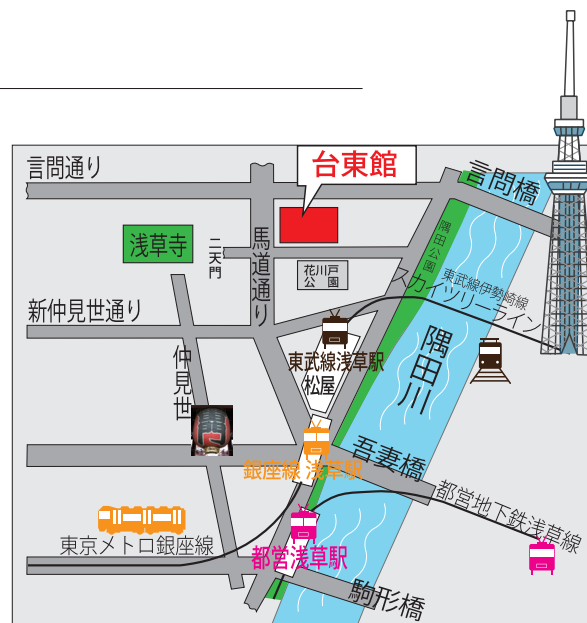 台東館
言問通り
言問橋
浅草寺
二天門
馬道通り
花川戸
公園
隅田公園
東武線伊勢崎線
スカイツリーライン
新仲見世通り
東武線浅草駅
松屋
仲見世
隅田川
吾妻橋
銀座線 浅草駅
都営地下鉄浅草線
東京メトロ銀座線
都営浅草駅
駒形橋